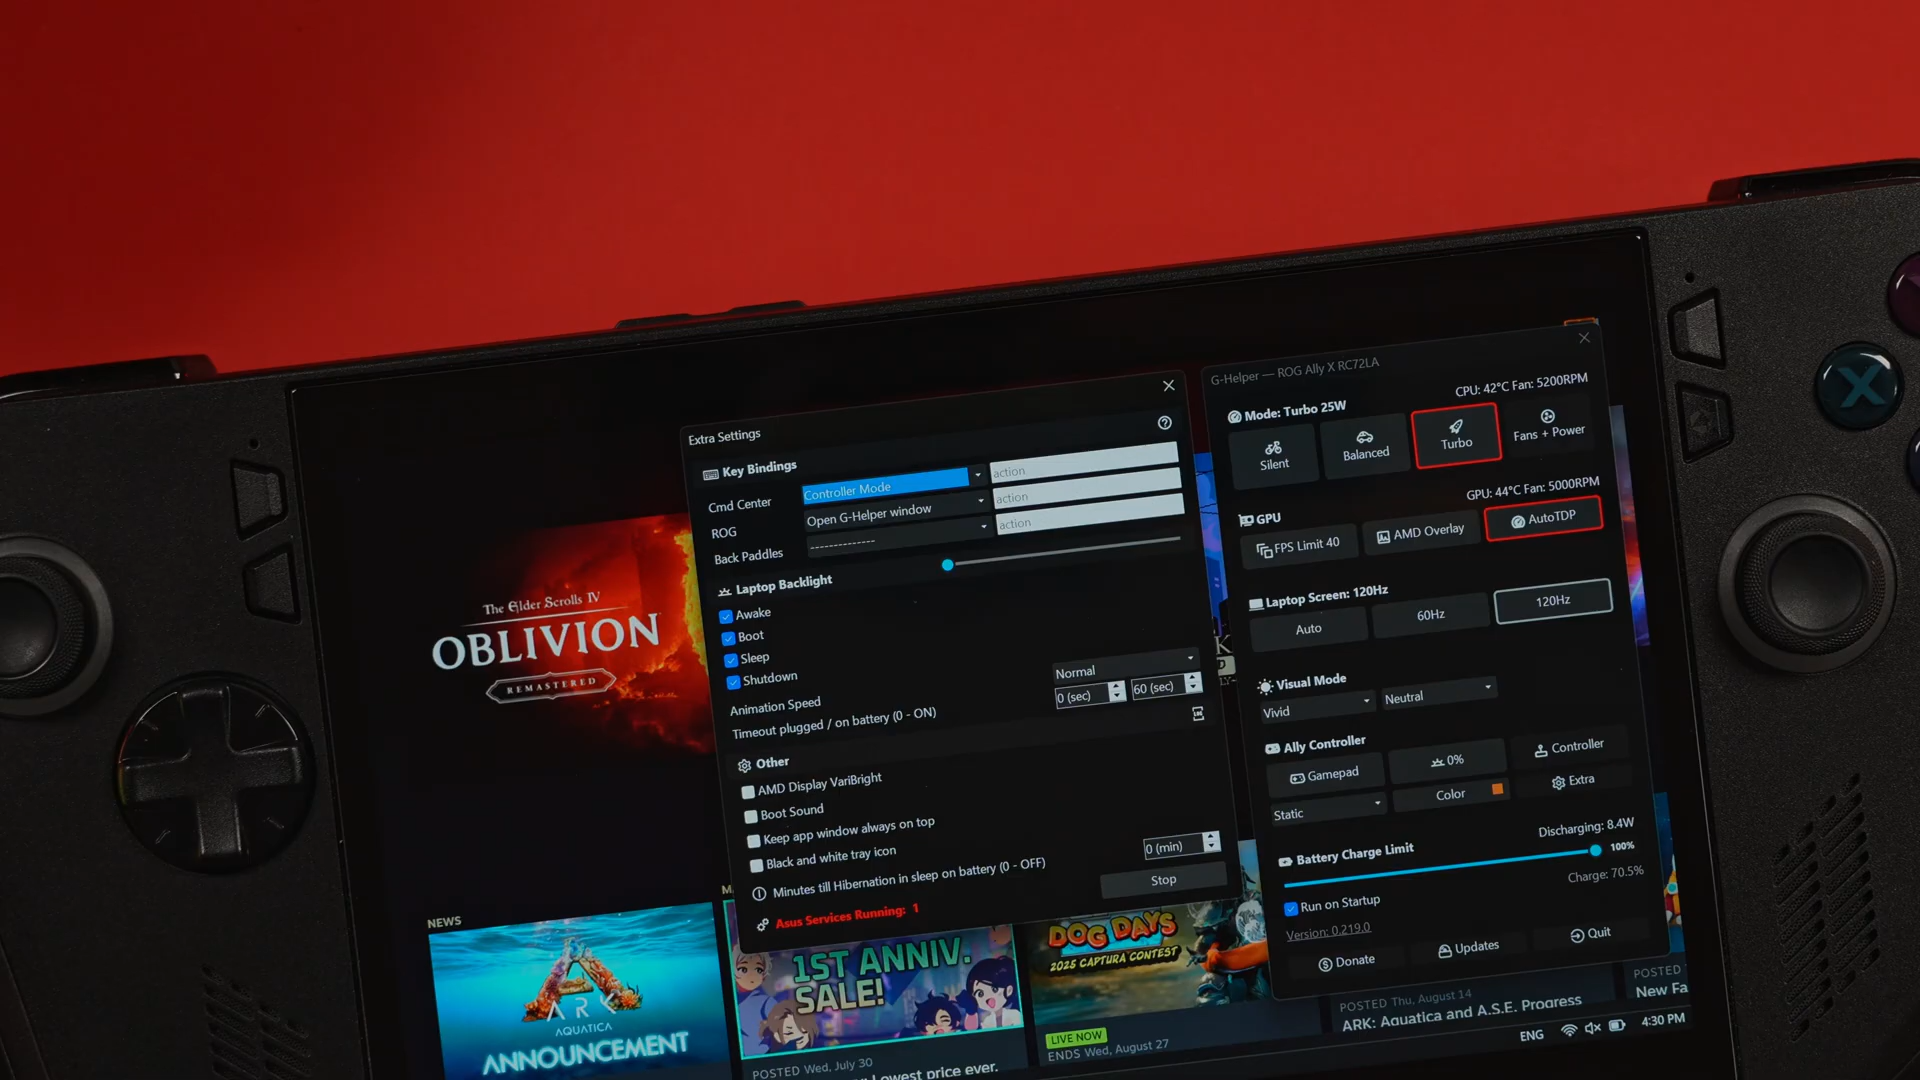 Extra Settings
Key Bindings
Cmd Center
Controller Mode
action
ROG
Open G-Helper window
action
Back Paddles
--------------
action
Laptop Backlight
Awake
Boot
Sleep
Shutdown
Animation Speed
Normal
Timeout plugged / on battery (0 - ON)
0 (sec)
60 (sec)
Other
AMD Display VariBright
Boot Sound
Keep app window always on top
Black and white tray icon
Minutes till Hibernation in sleep on battery (0 - OFF)
0 (min)
Asus Services Running: 1
Stop
G-Helper — ROG Ally X RC72LA
Mode: Turbo 25W
CPU: 42°C Fan: 5200RPM
Silent
Balanced
Turbo
Fans + Power
GPU
GPU: 44°C Fan: 5000RPM
FPS Limit 40
AMD Overlay
AutoTDP
Laptop Screen: 120Hz
Auto
60Hz
120Hz
Visual Mode
Vivid
Neutral
Ally Controller
Gamepad
0%
Controller
Static
Color
Extra
Battery Charge Limit
Discharging: 8.4W
100%
Charge: 70.5%
Run on Startup
Version: 0.219.0
Donate
Updates
Quit
The Elder Scrolls IV
OBLIVION
REMASTERED
NEWS
ARK
AQUATICA
ANNOUNCEMENT
1ST ANNIV.
SALE!
POSTED Wed, July 30
Lowest price ever.
DOG DAYS
2025 CAPTURA CONTEST
LIVE NOW
ENDS Wed, August 27
POSTED Thu, August 14
ARK: Aquatica and A.S.E. Progress
POSTED
New Fa
ENG
4:30 PM
X